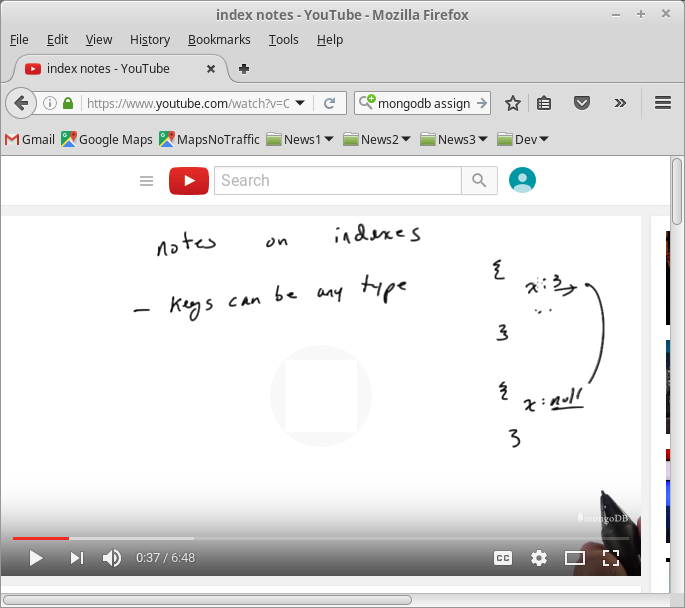 index notes - YouTube - Mozilla Firefox
File Edit View History Bookmarks Tools Help
index notes - YouTube
https://www.youtube.com/watch?v=C
mongodb assign
Gmail Google Maps MapsNoTraffic News1 News2 News3 Dev
Search
notes on indexes
- keys can be any type
{
x: 3
..
}
{
x: null
}
mongoDB
0:37 / 6:48
CC